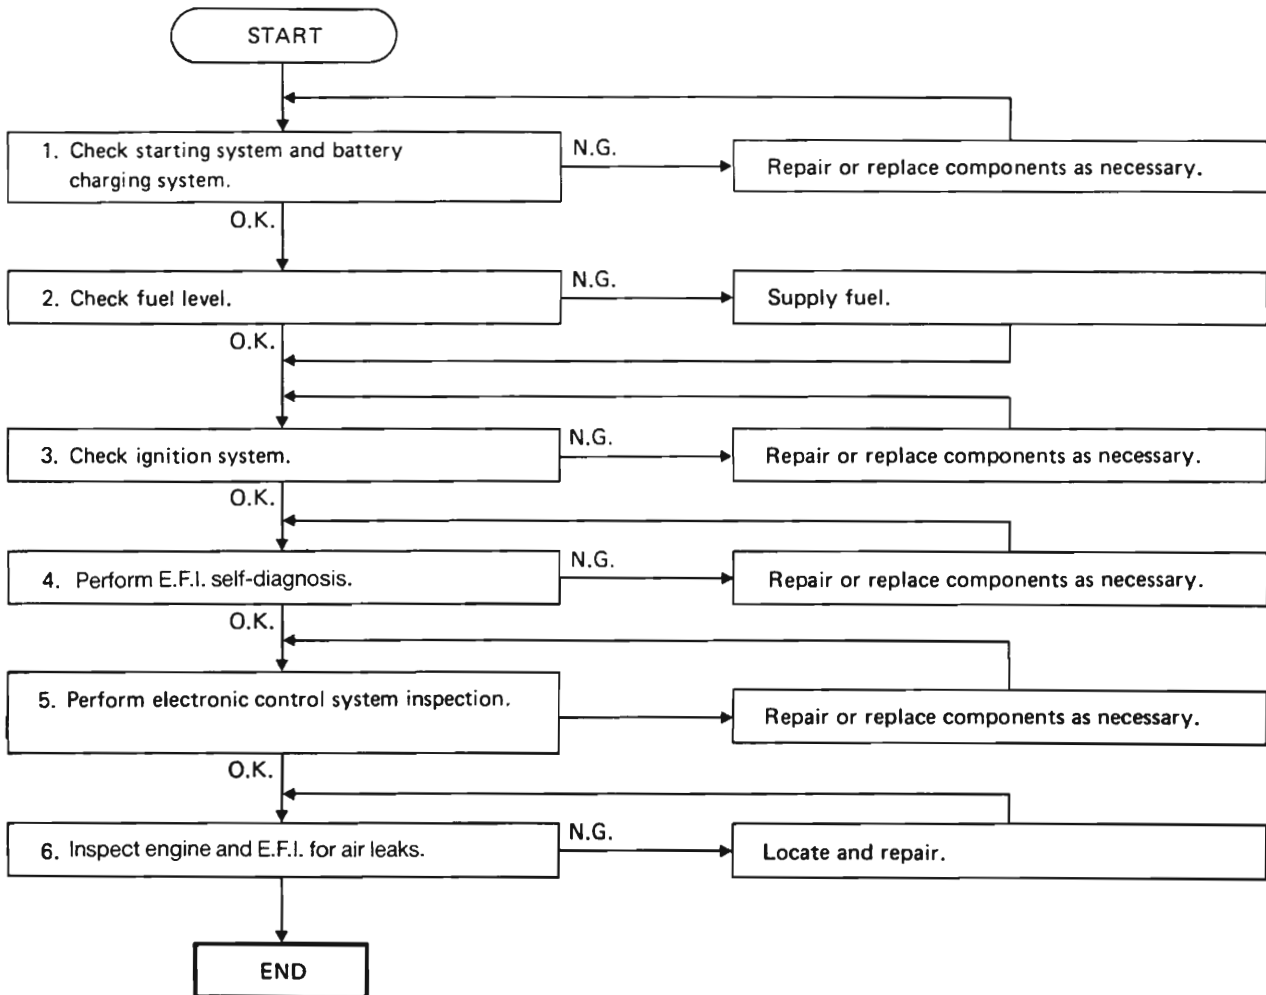 START
1. Check starting system and battery
charging system.
N.G.
Repair or replace components as necessary.
O.K.
2. Check fuel level.
N.G.
Supply fuel.
O.K.
3. Check ignition system.
N.G.
Repair or replace components as necessary.
O.K.
4. Perform E.F.I. self-diagnosis.
N.G.
Repair or replace components as necessary.
O.K.
5. Perform electronic control system inspection.
Repair or replace components as necessary.
O.K.
6. Inspect engine and E.F.I. for air leaks.
N.G.
Locate and repair.
END